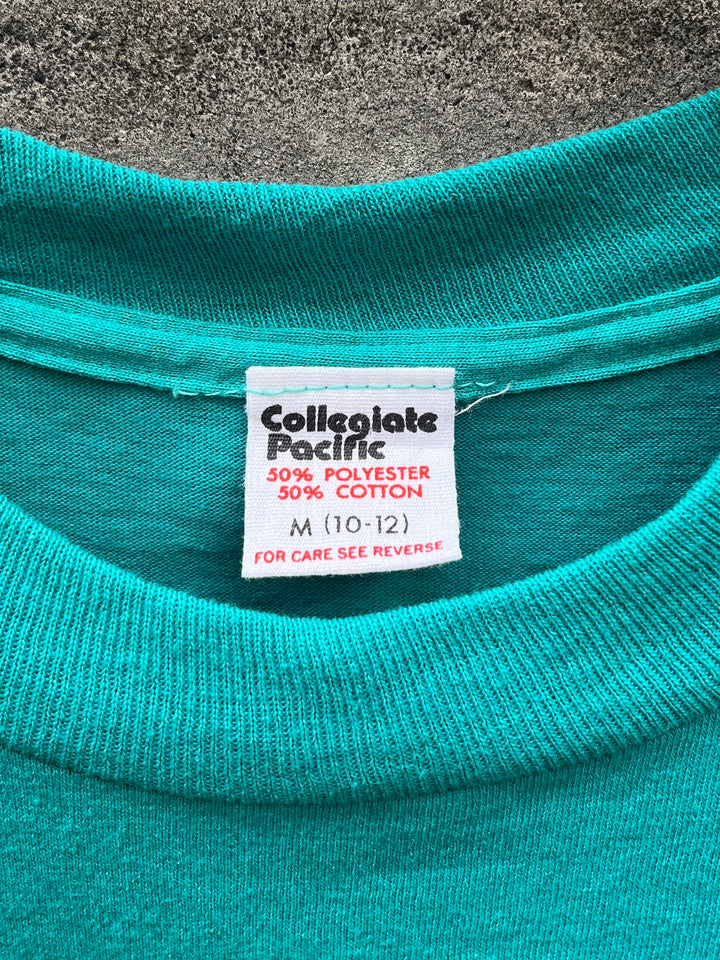 Collegiate
Pacific
50% POLYESTER
50% COTTON
M (10-12)
FOR CARE SEE REVERSE